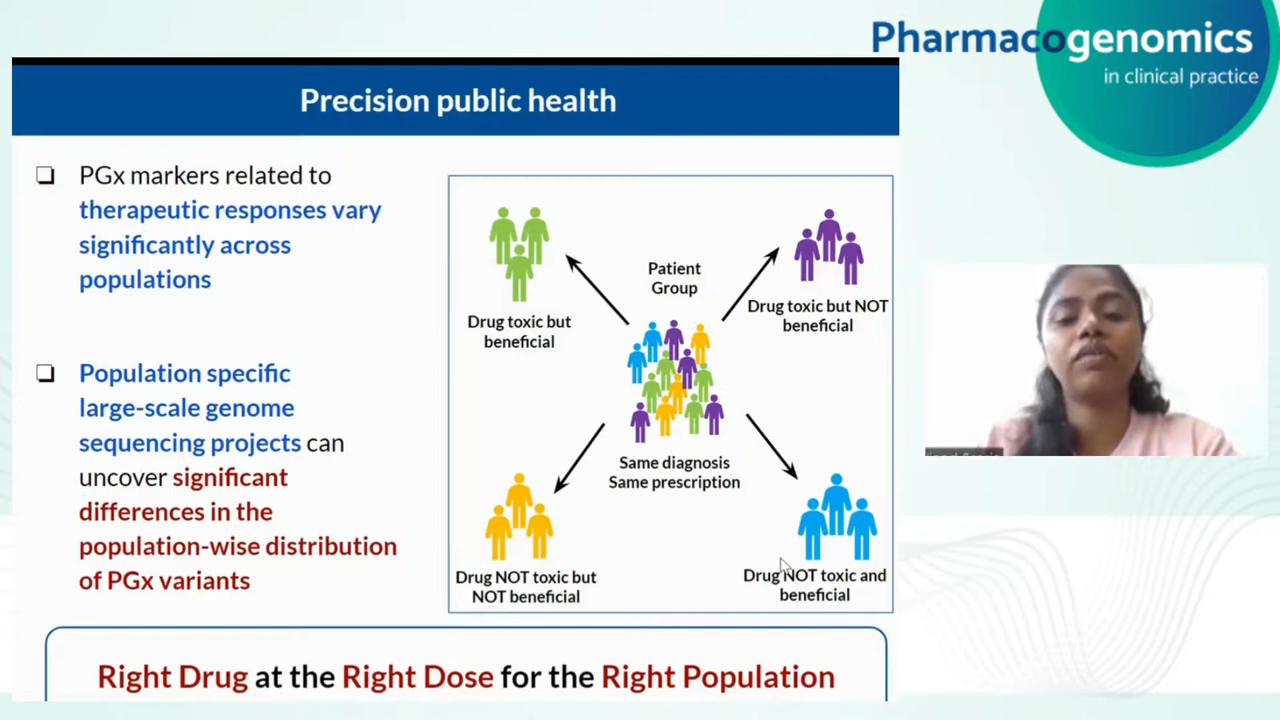 Pharmacogenomics
in clinical practice
Precision public health
PGx markers related to
therapeutic responses vary
significantly across
populations
Population specific
large-scale genome
sequencing projects can
uncover significant
differences in the
population-wise distribution
of PGx variants
Patient
Group
Drug toxic but
beneficial
Drug toxic but NOT
beneficial
Same diagnosis
Same prescription
Drug NOT toxic but
NOT beneficial
Drug NOT toxic and
beneficial
Right Drug at the Right Dose for the Right Population